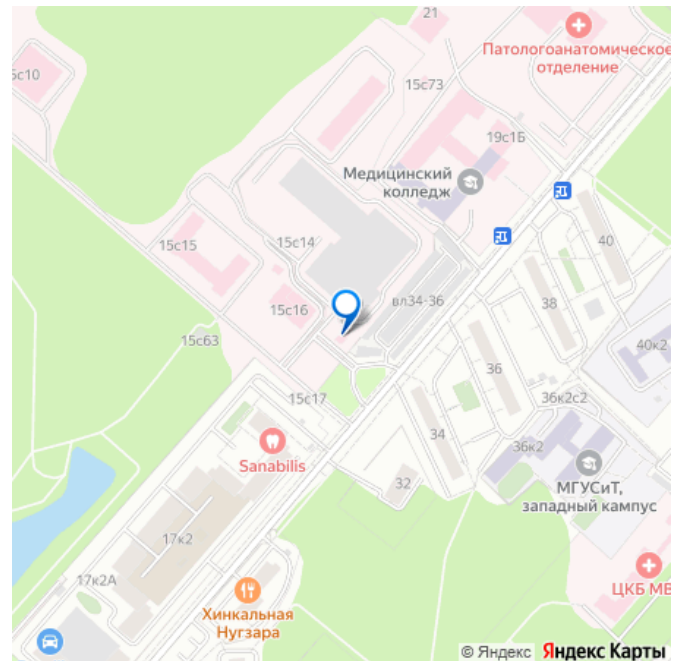 21
Патологоанатомическое
отделение
5с10
15с73
19с1Б
Медицинский
колледж
15с15
15с14
40
15с16
вл34-36
38
15с63
40к2
36
15с17
36к2с2
34
36к2
Sanabilis
32
МГУСиТ,
западный кампус
17к2
17к2А
ЦКБ МВ
Хинкальная
Нугзара
© Яндекс Яндекс Карты